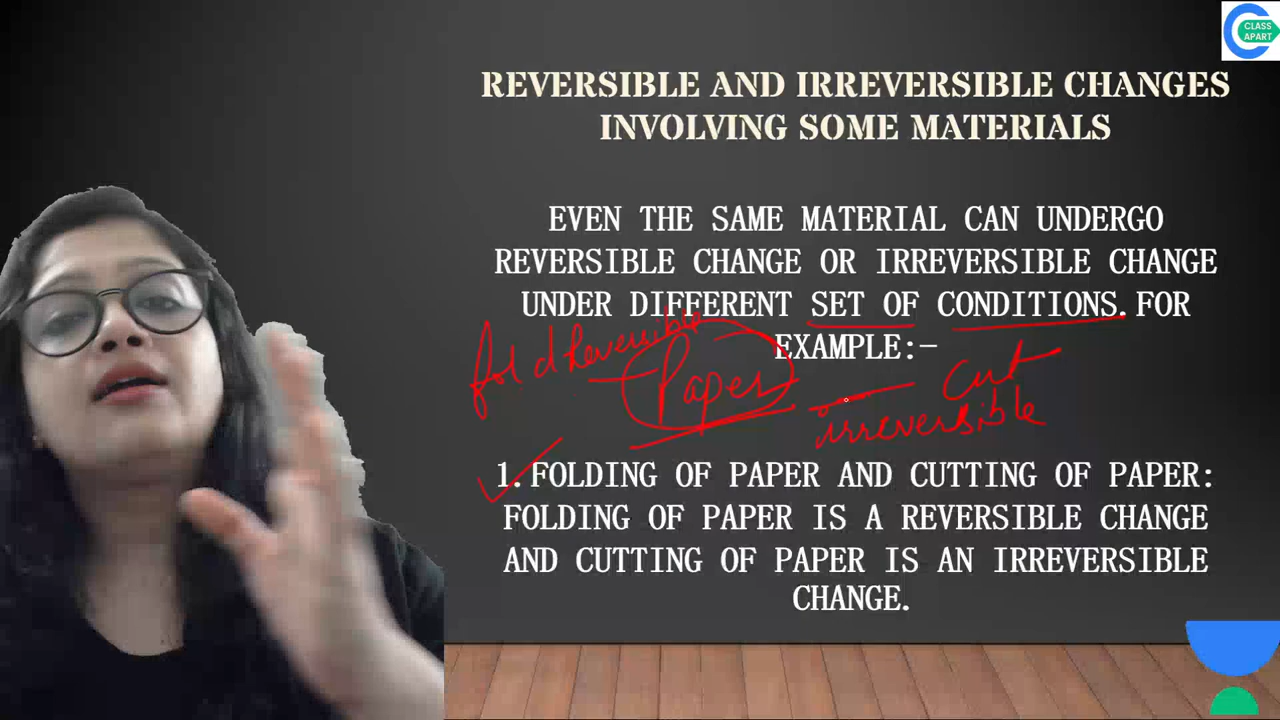 CLASS
APART
REVERSIBLE AND IRREVERSIBLE CHANGES
INVOLVING SOME MATERIALS
EVEN THE SAME MATERIAL CAN UNDERGO
REVERSIBLE CHANGE OR IRREVERSIBLE CHANGE
UNDER DIFFERENT SET OF CONDITIONS. FOR
EXAMPLE:-
fold Reversible
Paper
cut
irreversible
1. FOLDING OF PAPER AND CUTTING OF PAPER:
FOLDING OF PAPER IS A REVERSIBLE CHANGE
AND CUTTING OF PAPER IS AN IRREVERSIBLE
CHANGE.